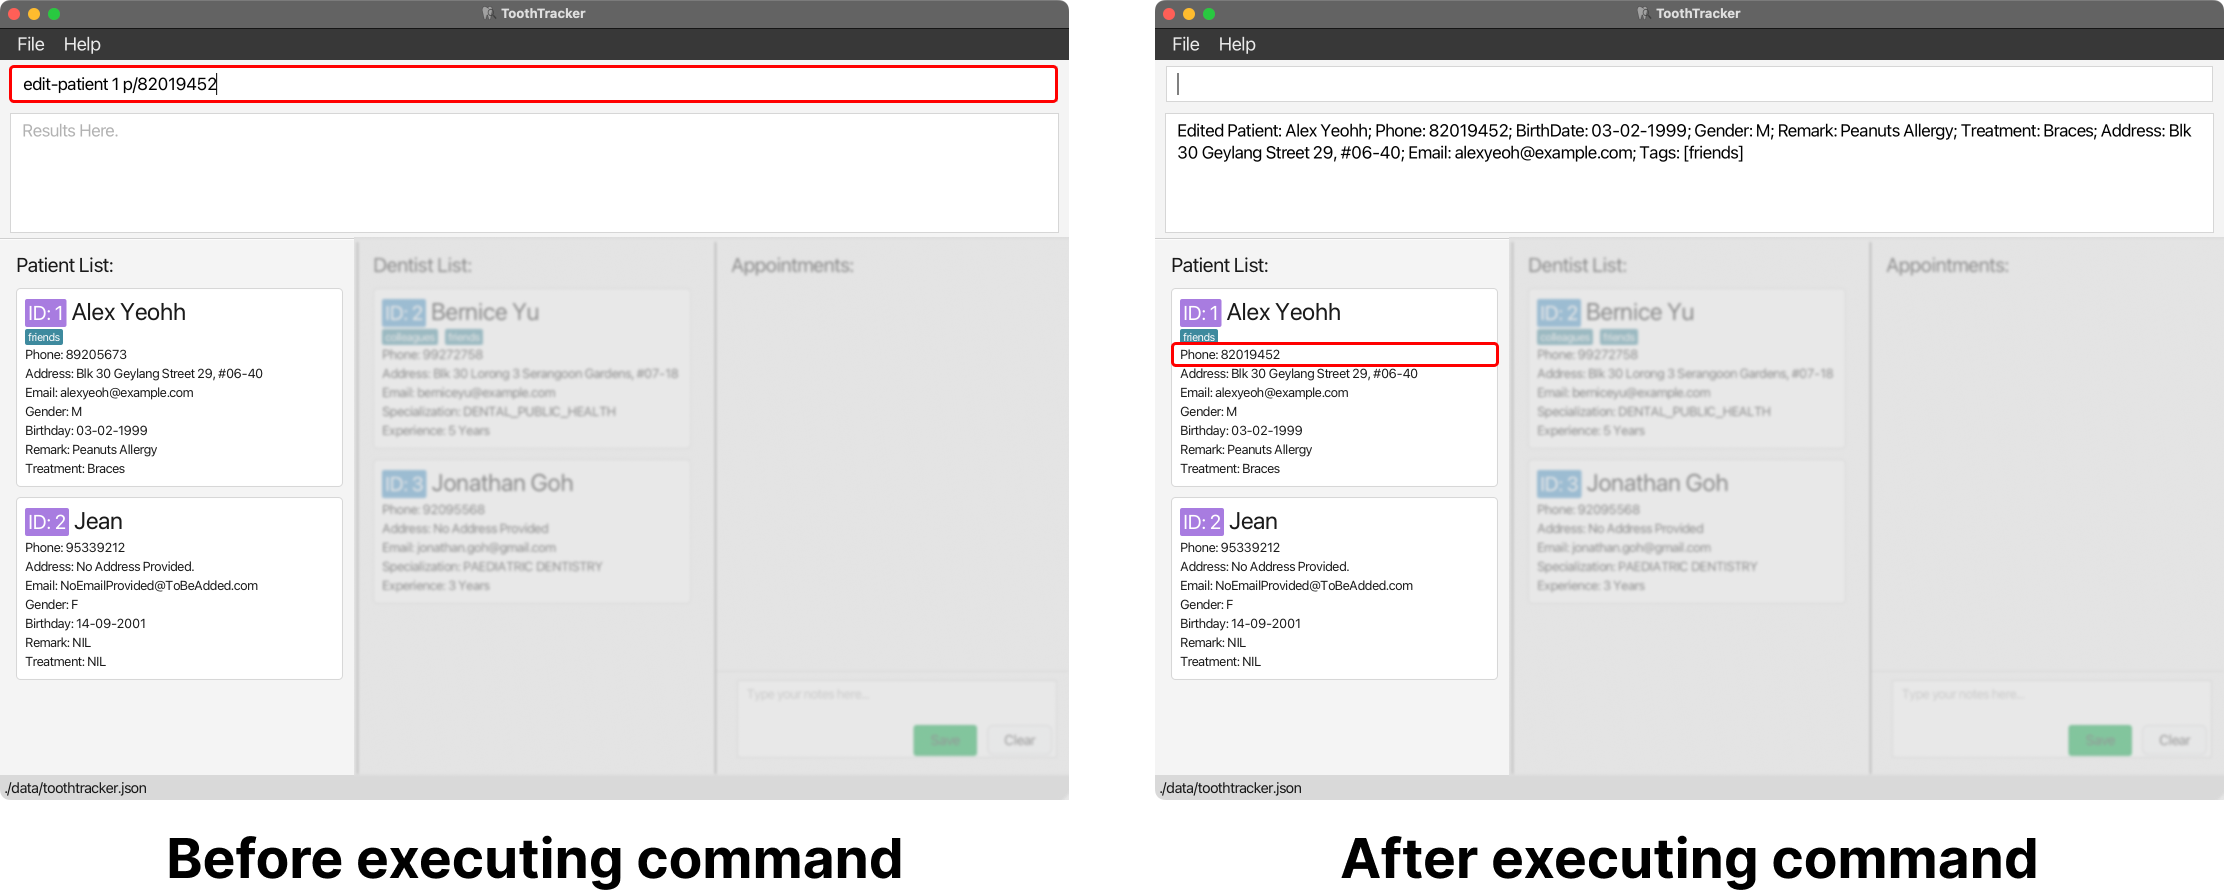 ToothTracker
File Help
edit-patient 1 p/82019452
Results Here.
Patient List:
ID: 1 Alex Yeohh
friends
Phone: 89205673
Address: Blk 30 Geylang Street 29, #06-40
Email: alexyeoh@example.com
Gender: M
Birthday: 03-02-1999
Remark: Peanuts Allergy
Treatment: Braces
ID: 2 Jean
Phone: 95339212
Address: No Address Provided.
Email: NoEmailProvided@ToBeAdded.com
Gender: F
Birthday: 14-09-2001
Remark: NIL
Treatment: NIL
Dentist List:
ID: 2 Bernice Yu
colleagues friends
Phone: 99272758
Address: Blk 30 Lorong 3 Serangoon Gardens, #07-18
Email: berniceyu@example.com
Specialization: DENTAL_PUBLIC_HEALTH
Experience: 5 Years
ID: 3 Jonathan Goh
Phone: 92095568
Address: No Address Provided
Email: jonathan.goh@gmail.com
Specialization: PAEDIATRIC DENTISTRY
Experience: 3 Years
Appointments:
Type your notes here...
Save Clear
./data/toothtracker.json
Before executing command
ToothTracker
File Help
Edited Patient: Alex Yeohh; Phone: 82019452; BirthDate: 03-02-1999; Gender: M; Remark: Peanuts Allergy; Treatment: Braces; Address: Blk
30 Geylang Street 29, #06-40; Email: alexyeoh@example.com; Tags: [friends]
Patient List:
ID: 1 Alex Yeohh
friends
Phone: 82019452
Address: Blk 30 Geylang Street 29, #06-40
Email: alexyeoh@example.com
Gender: M
Birthday: 03-02-1999
Remark: Peanuts Allergy
Treatment: Braces
ID: 2 Jean
Phone: 95339212
Address: No Address Provided.
Email: NoEmailProvided@ToBeAdded.com
Gender: F
Birthday: 14-09-2001
Remark: NIL
Treatment: NIL
Dentist List:
ID: 2 Bernice Yu
colleagues friends
Phone: 99272758
Address: Blk 30 Lorong 3 Serangoon Gardens, #07-18
Email: berniceyu@example.com
Specialization: DENTAL_PUBLIC_HEALTH
Experience: 5 Years
ID: 3 Jonathan Goh
Phone: 92095568
Address: No Address Provided
Email: jonathan.goh@gmail.com
Specialization: PAEDIATRIC DENTISTRY
Experience: 3 Years
Appointments:
Type your notes here...
Save Clear
./data/toothtracker.json
After executing command